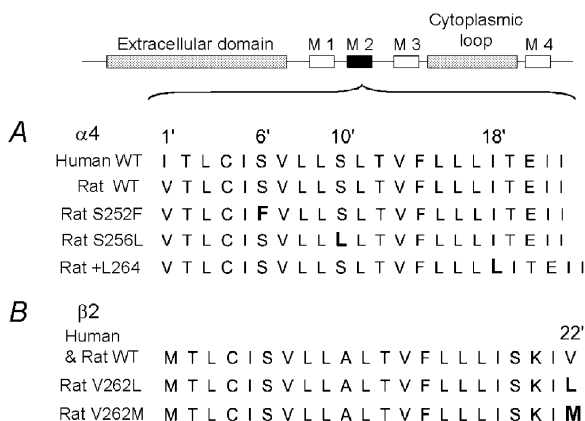 Cytoplasmic
Extracellular domain M 1 M 2 M 3 loop M 4
A α4 1' 6' 10' 18'
Human WT I T L C I S V L L S L T V F L L L I T E I I
Rat WT V T L C I S V L L S L T V F L L L I T E I I
Rat S252F V T L C I F V L L S L T V F L L L I T E I I
Rat S256L V T L C I S V L L L L T V F L L L I T E I I
Rat +L264 V T L C I S V L L S L T V F L L L L I T E I I
B β2
Human 22'
& Rat WT M T L C I S V L L A L T V F L L L I S K I V
Rat V262L M T L C I S V L L A L T V F L L L I S K I L
Rat V262M M T L C I S V L L A L T V F L L L I S K I M